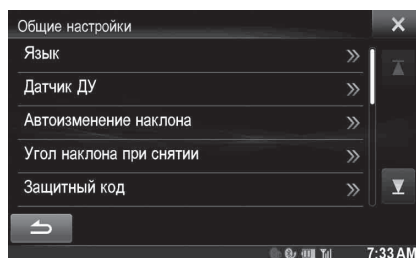 Общие настройки
Язык
Датчик ДУ
Автоизменение наклона
Угол наклона при снятии
Защитный код
7:33 AM